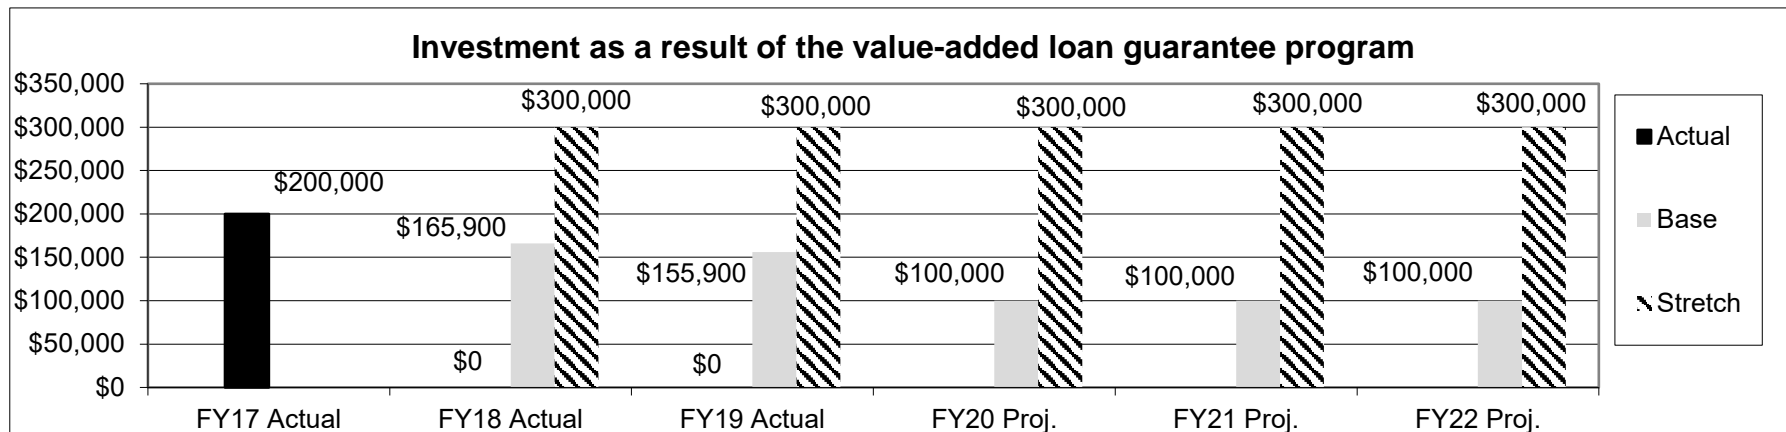 Investment as a result of the value-added loan guarantee program
$350,000
$300,000
$250,000
$200,000
$150,000
$100,000
$50,000
$0
$200,000
$0
$165,900
$300,000
$0
$155,900
$300,000
$100,000
$300,000
$100,000
$300,000
$100,000
$300,000
FY17 Actual
FY18 Actual
FY19 Actual
FY20 Proj.
FY21 Proj.
FY22 Proj.
Actual
Base
Stretch